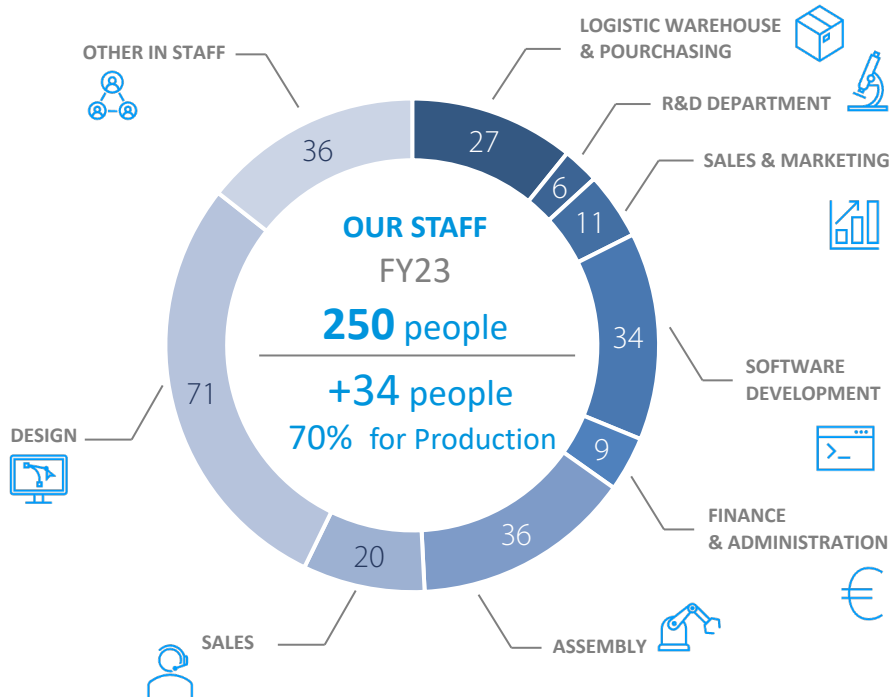 LOGISTIC WAREHOUSE
& POURCHASING
OTHER IN STAFF
R&D DEPARTMENT
SALES & MARKETING
36
27
6
11
OUR STAFF
FY23
250 people
+34 people
70% for Production
34
SOFTWARE
DEVELOPMENT
>_
71
DESIGN
9
FINANCE
& ADMINISTRATION
€
36
20
SALES
ASSEMBLY